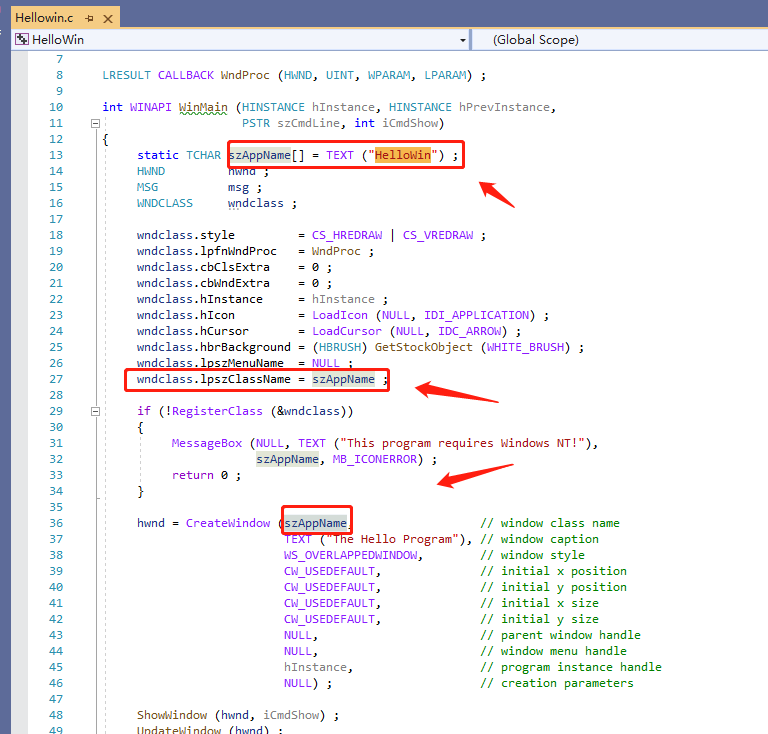 Hellowin.c
HelloWin (Global Scope)
7
8 LRESULT CALLBACK WndProc (HWND, UINT, WPARAM, LPARAM) ;
9
10 int WINAPI WinMain (HINSTANCE hInstance, HINSTANCE hPrevInstance,
11 PSTR szCmdLine, int iCmdShow)
12 {
13 static TCHAR szAppName[] = TEXT ("HelloWin") ;
14 HWND hwnd ;
15 MSG msg ;
16 WNDCLASS wndclass ;
17
18 wndclass.style = CS_HREDRAW | CS_VREDRAW ;
19 wndclass.lpfnWndProc = WndProc ;
20 wndclass.cbClsExtra = 0 ;
21 wndclass.cbWndExtra = 0 ;
22 wndclass.hInstance = hInstance ;
23 wndclass.hIcon = LoadIcon (NULL, IDI_APPLICATION) ;
24 wndclass.hCursor = LoadCursor (NULL, IDC_ARROW) ;
25 wndclass.hbrBackground = (HBRUSH) GetStockObject (WHITE_BRUSH) ;
26 wndclass.lpszMenuName = NULL ;
27 wndclass.lpszClassName = szAppName ;
28
29 if (!RegisterClass (&wndclass))
30 {
31 MessageBox (NULL, TEXT ("This program requires Windows NT!"),
32 szAppName, MB_ICONERROR) ;
33 return 0 ;
34 }
35
36 hwnd = CreateWindow (szAppName, // window class name
37 TEXT ("The Hello Program"), // window caption
38 WS_OVERLAPPEDWINDOW, // window style
39 CW_USEDEFAULT, // initial x position
40 CW_USEDEFAULT, // initial y position
41 CW_USEDEFAULT, // initial x size
42 CW_USEDEFAULT, // initial y size
43 NULL, // parent window handle
44 NULL, // window menu handle
45 hInstance, // program instance handle
46 NULL) ; // creation parameters
47
48 ShowWindow (hwnd, iCmdShow) ;
49 UpdateWindow (hwnd) ;